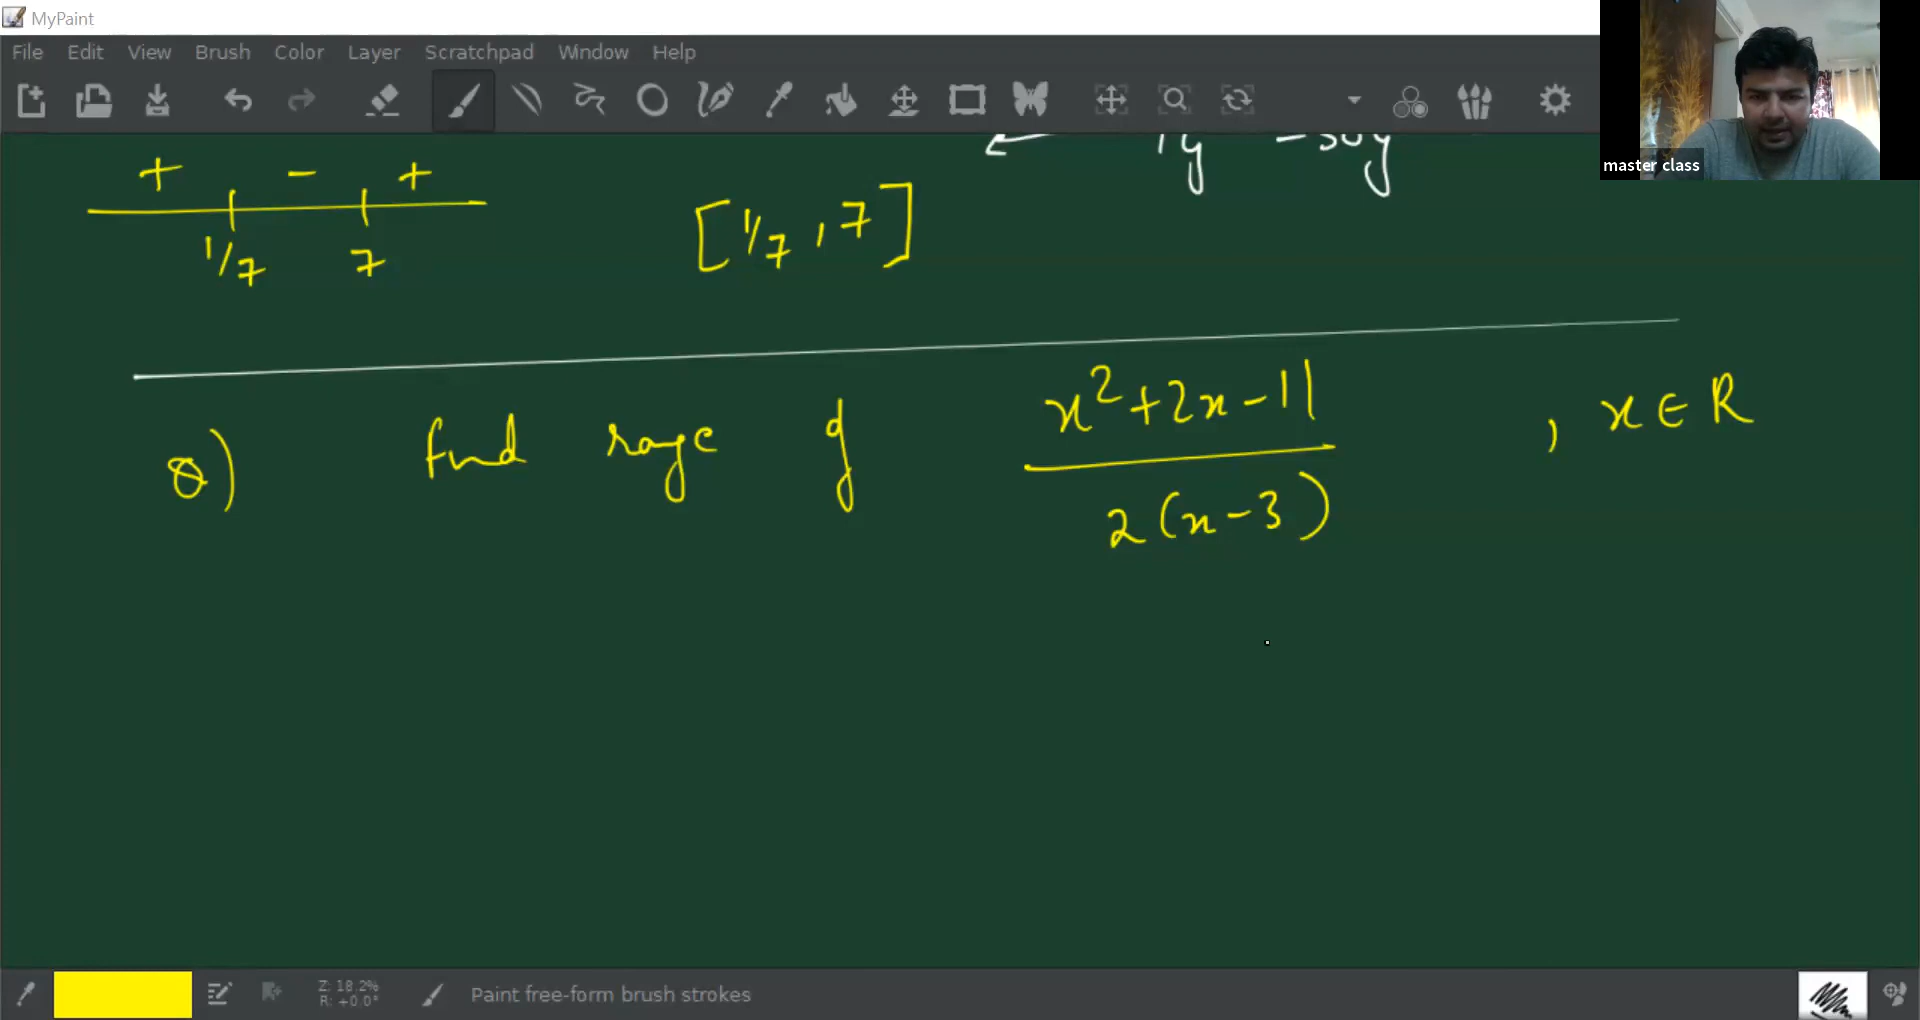 MyPaint
File Edit View Brush Color Layer Scratchpad Window Help
master class
+ - +
1/7 7
[1/7, 7]
Q) find range of x²+2x-11 / 2(x-3) , x ∈ R
Z: 18.2%
R: +0.0°
Paint free-form brush strokes